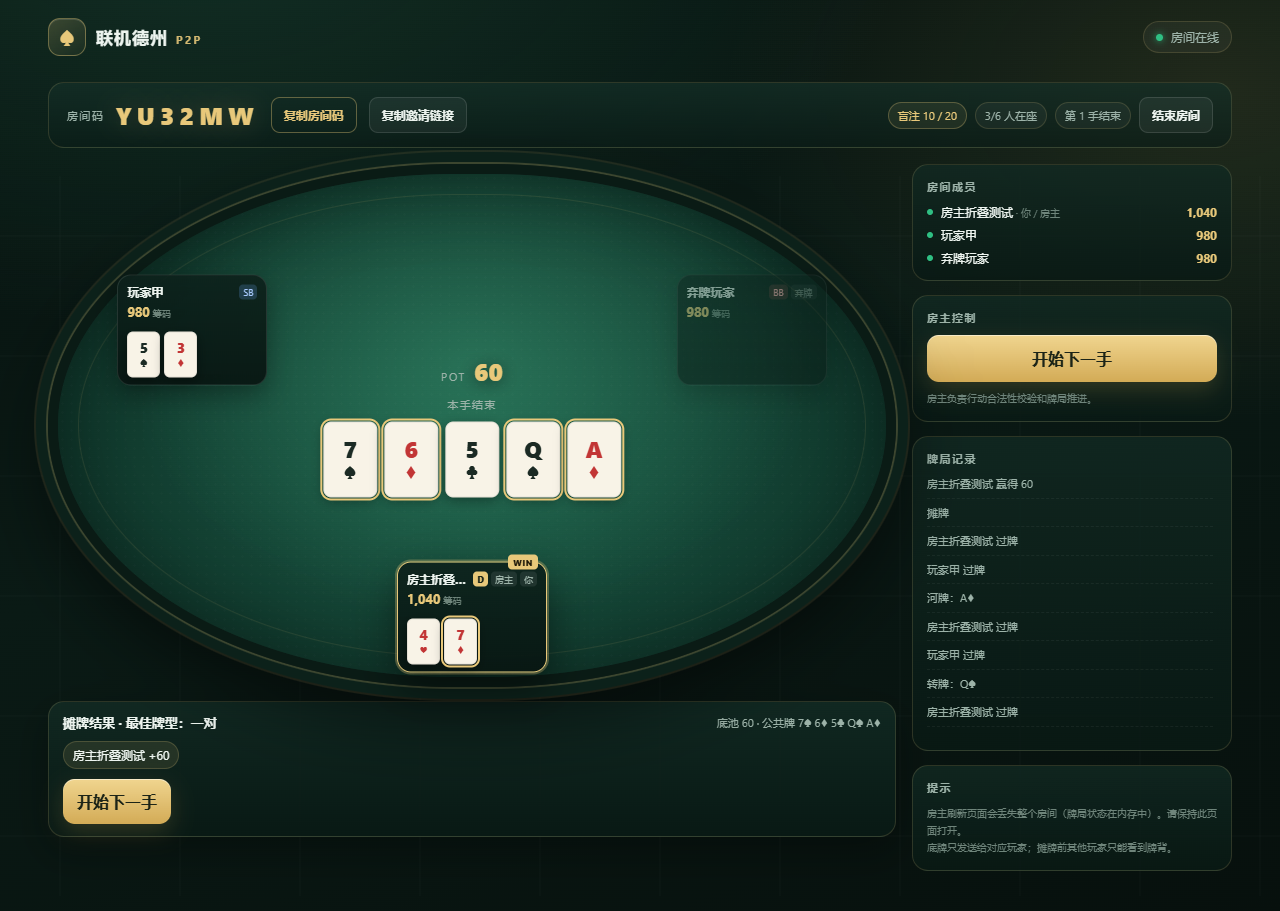 联机德州 P2P
房间在线
房间码 YU32MW 复制房间码 复制邀请链接 盲注 10 / 20 3/6 人在座 第 1 手结束 结束房间
玩家甲 SB
980 筹码
5♠ 3♦
弃牌玩家 BB 弃牌
980 筹码
POT 60
本手结束
7♠ 6♦ 5♣ Q♠ A♦
WIN
房主折叠... D 房主 你
1,040 筹码
4♥ 7♦
摊牌结果 · 最佳牌型：一对
底池 60 · 公共牌 7♠ 6♦ 5♣ Q♠ A♦
房主折叠测试 +60
开始下一手
房间成员
房主折叠测试 · 你 / 房主 1,040
玩家甲 980
弃牌玩家 980
房主控制
开始下一手
房主负责行动合法性校验和牌局推进。
牌局记录
房主折叠测试 赢得 60
摊牌
房主折叠测试 过牌
玩家甲 过牌
河牌：A♦
房主折叠测试 过牌
玩家甲 过牌
转牌：Q♠
房主折叠测试 过牌
提示
房主刷新页面会丢失整个房间（牌局状态在内存中）。请保持此页
面打开。
底牌只发送给对应玩家；摊牌前其他玩家只能看到牌背。